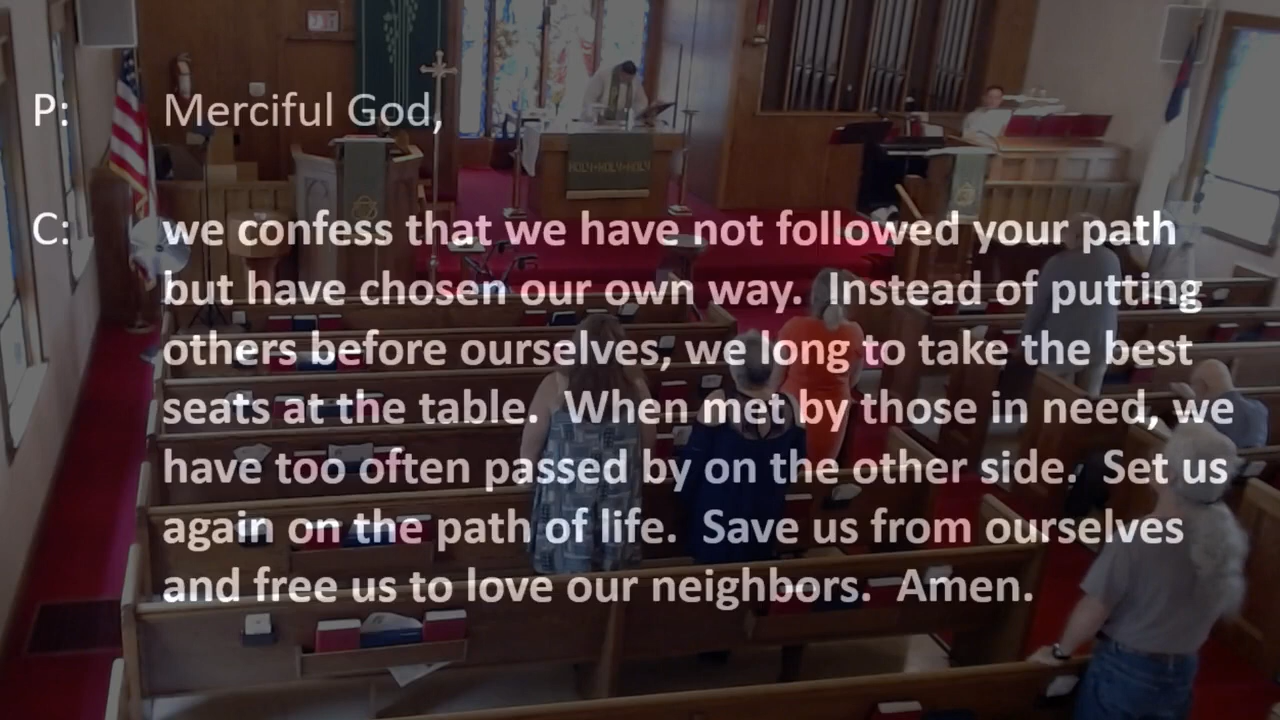 P: Merciful God,
C: we confess that we have not followed your path
but have chosen our own way.  Instead of putting
others before ourselves, we long to take the best
seats at the table.  When met by those in need, we
have too often passed by on the other side.  Set us
again on the path of life.  Save us from ourselves
and free us to love our neighbors.  Amen.
HOLY•HOLY•HOLY